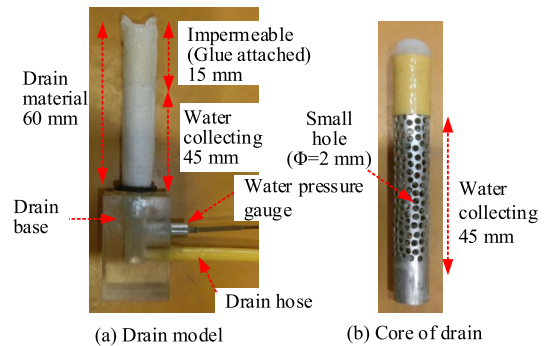 Impermeable
(Glue attached)
15 mm
Drain
material
60 mm
Water
collecting
45 mm
Drain
base
Water pressure
gauge
Drain hose
(a) Drain model
Small
hole
(Φ=2 mm)
Water
collecting
45 mm
(b) Core of drain